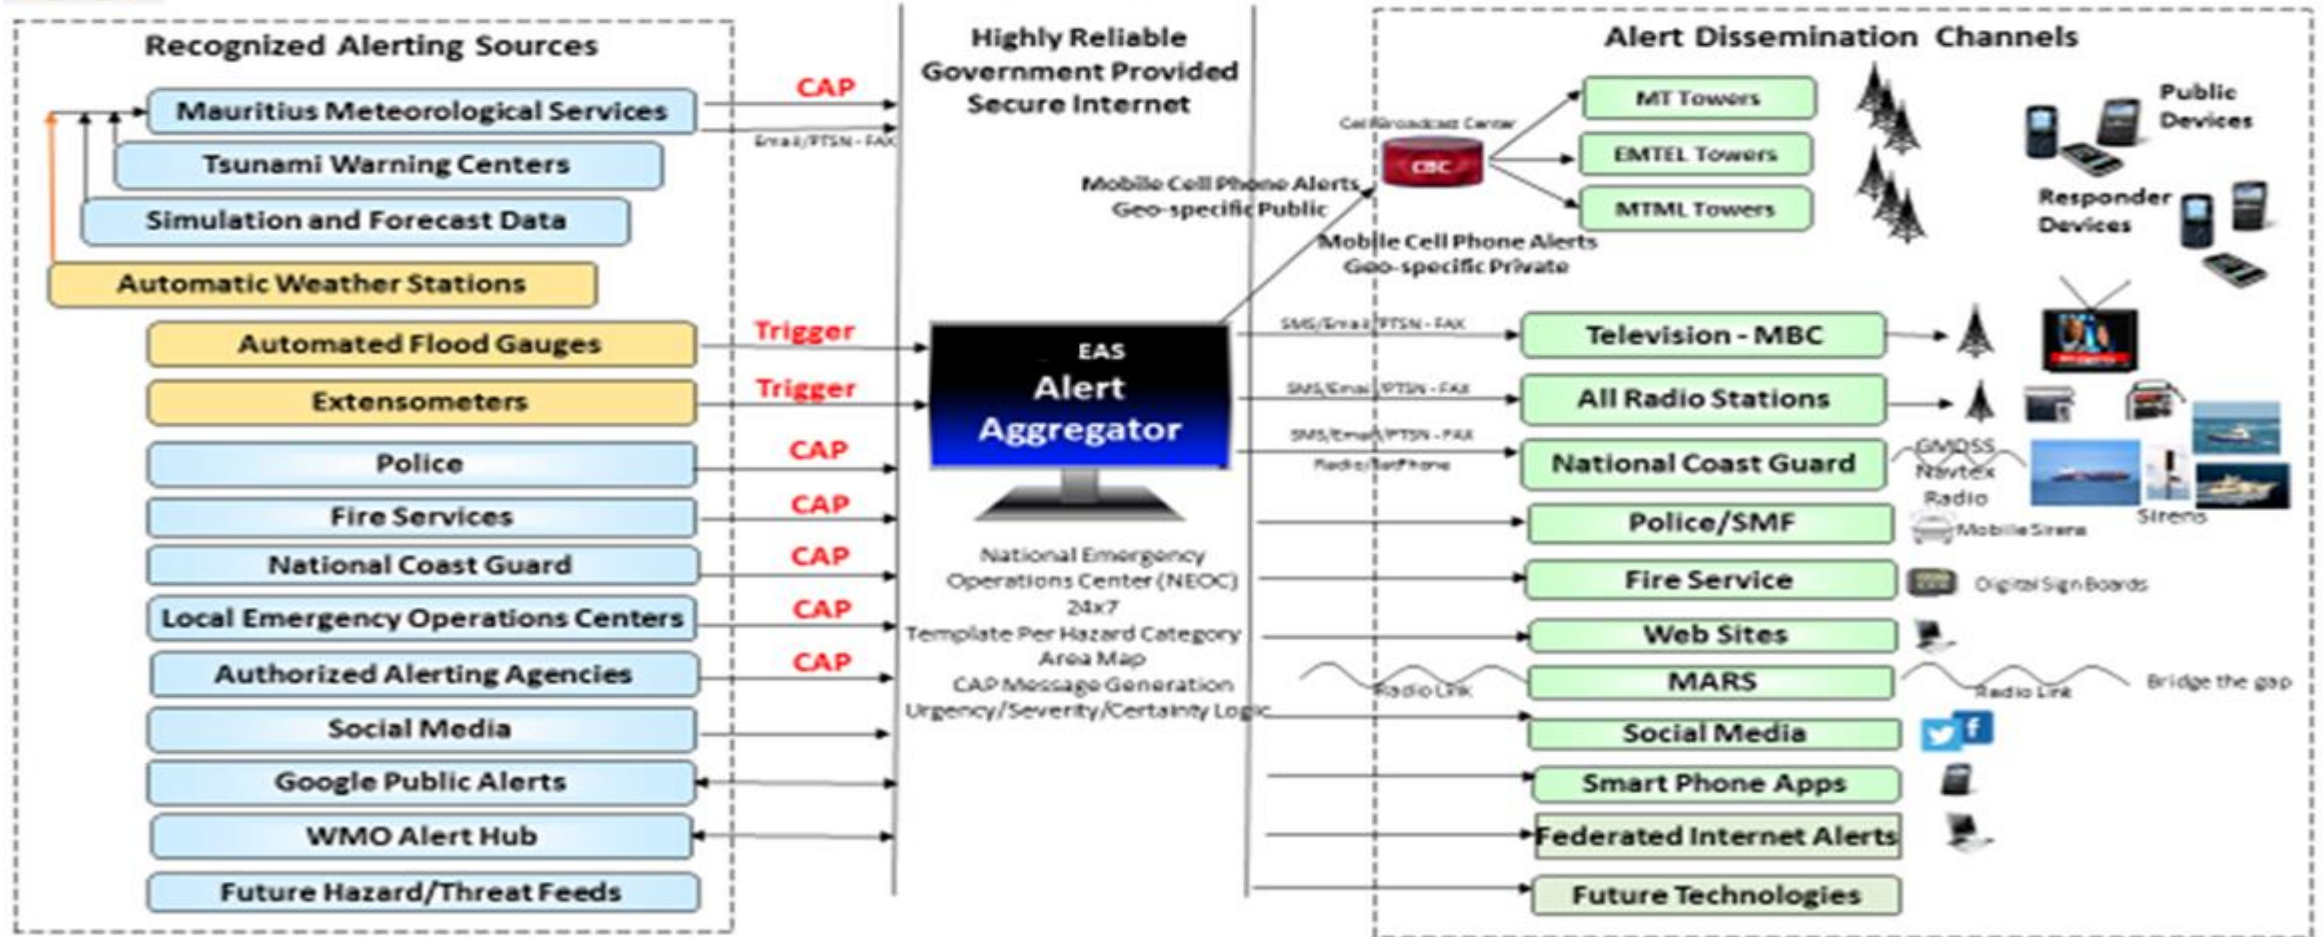 Recognized Alerting Sources
Mauritius Meteorological Services
Tsunami Warning Centers
Simulation and Forecast Data
Automatic Weather Stations
Automated Flood Gauges
Extensometers
Police
Fire Services
National Coast Guard
Local Emergency Operations Centers
Authorized Alerting Agencies
Social Media
Google Public Alerts
WMO Alert Hub
Future Hazard/Threat Feeds
CAP
Email/PTSN - FAX
Trigger
Trigger
CAP
CAP
CAP
CAP
CAP
Highly Reliable
Government Provided
Secure Internet
Mobile Cell Phone Alerts
Geo-specific Public
Mobile Cell Phone Alerts
Geo-specific Private
EAS
Alert
Aggregator
National Emergency
Operations Center (NEOC)
24x7
Template Per Hazard Category
Area Map
CAP Message Generation
Urgency/Severity/Certainty Logic
SMS/Email/PTSN - FAX
SMS/Email/PTSN - FAX
SMS/Email/PTSN - FAX
Radio/SatPhone
Radio Link
Alert Dissemination Channels
Cell Broadcast Center
CBC
MT Towers
EMTEL Towers
MTML Towers
Public
Devices
Responder
Devices
Television - MBC
All Radio Stations
National Coast Guard
GMDSS
Navtex
Radio
Sirens
Police/SMF
Mobile Sirens
Fire Service
Digital Sign Boards
Web Sites
MARS
Radio Link
Bridge the gap
Social Media
Smart Phone Apps
Federated Internet Alerts
Future Technologies